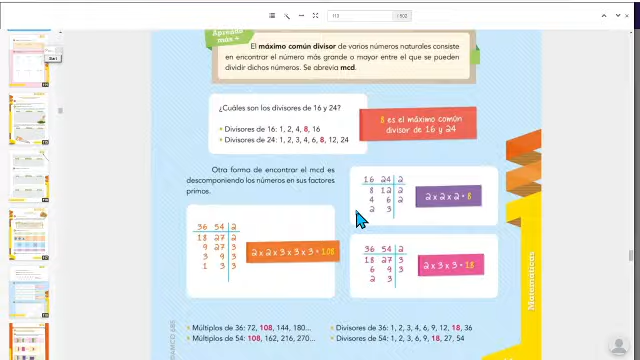 113
502
Aprendo
más +
El máximo común divisor de varios números naturales consiste
en encontrar el número más grande o mayor entre el que se pueden
dividir dichos números. Se abrevia mcd.
¿Cuáles son los divisores de 16 y 24?
• Divisores de 16: 1, 2, 4, 8, 16
• Divisores de 24: 1, 2, 3, 4, 6, 8, 12, 24
8 es el máximo común
divisor de 16 y 24
Otra forma de encontrar el mcd es
descomponiendo los números en sus factores
primos.
16 24 2
8 12 2
4 6 2
2 3
2 x 2 x 2 = 8
36 54 2
18 27 2
9 27 3
3 9 3
1 3 3
2 x 2 x 3 x 3 x 3 = 108
36 54 2
18 27 3
6 9 3
2 3
2 x 3 x 3 = 18
• Múltiplos de 36: 72, 108, 144, 180...
• Múltiplos de 54: 108, 162, 216, 270...
• Divisores de 36: 1, 2, 3, 4, 6, 9, 12, 18, 36
• Divisores de 54: 1, 2, 3, 6, 9, 18, 27, 54
Matemáticas